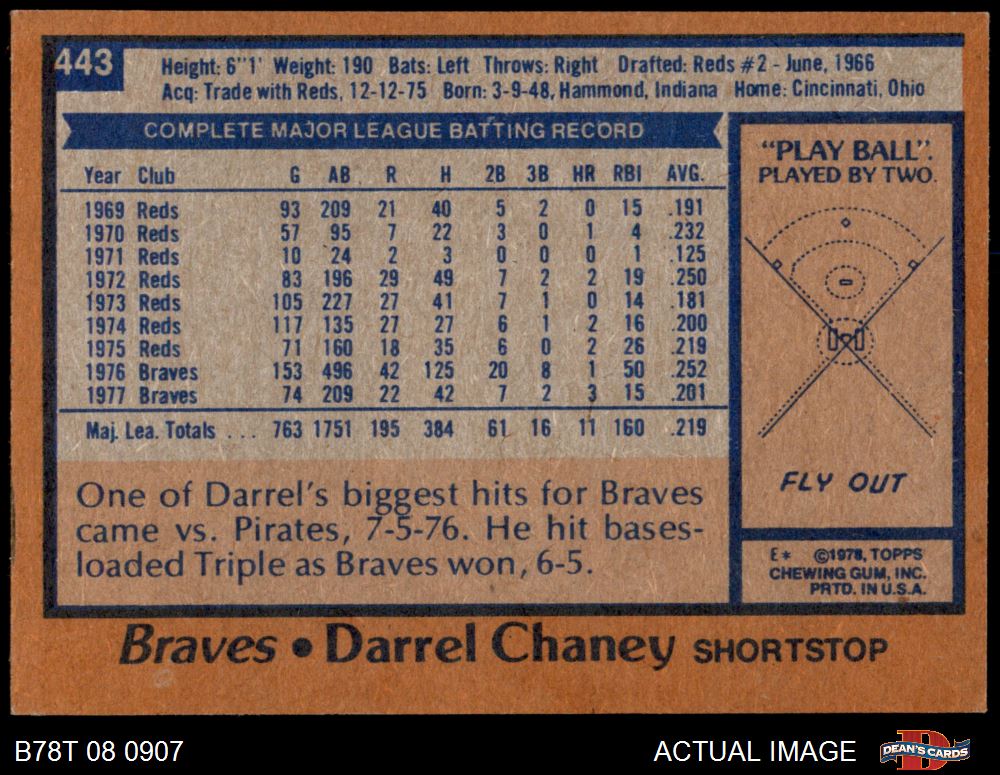 443
Height: 6"1' Weight: 190 Bats: Left Throws: Right Drafted: Reds #2 - June, 1966
Acq: Trade with Reds, 12-12-75 Born: 3-9-48, Hammond, Indiana Home: Cincinnati, Ohio
COMPLETE MAJOR LEAGUE BATTING RECORD
Year Club G AB R H 2B 3B HR RBI AVG.
1969 Reds 93 209 21 40 5 2 0 15 .191
1970 Reds 57 95 7 22 3 0 1 4 .232
1971 Reds 10 24 2 3 0 0 0 1 .125
1972 Reds 83 196 29 49 7 2 2 19 .250
1973 Reds 105 227 27 41 7 1 0 14 .181
1974 Reds 117 135 27 27 6 1 2 16 .200
1975 Reds 71 160 18 35 6 0 2 26 .219
1976 Braves 153 496 42 125 20 8 1 50 .252
1977 Braves 74 209 22 42 7 2 3 15 .201
Maj. Lea. Totals ... 763 1751 195 384 61 16 11 160 .219
One of Darrel's biggest hits for Braves
came vs. Pirates, 7-5-76. He hit bases-
loaded Triple as Braves won, 6-5.
"PLAY BALL".
PLAYED BY TWO.
FLY OUT
E* ©1978, TOPPS
CHEWING GUM, INC.
PRTD. IN U.S.A.
Braves • Darrel Chaney SHORTSTOP
B78T 08 0907
ACTUAL IMAGE
D
DEAN'S CARDS